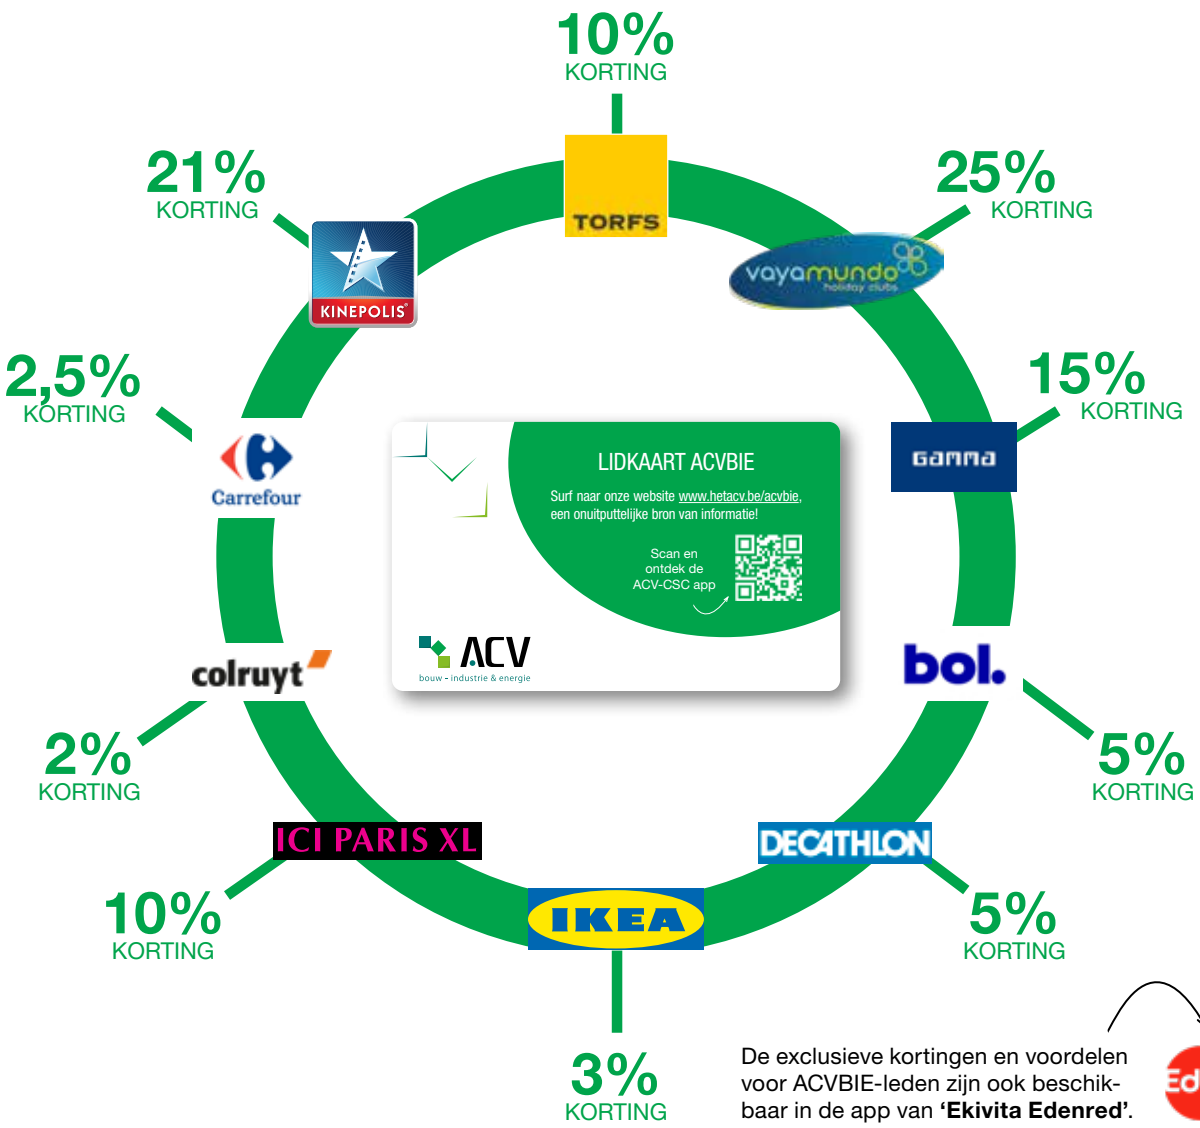 10%
KORTING
TORFS
21%
KORTING
KINEPOLIS®
25%
KORTING
vayamundo
holiday clubs
2,5%
KORTING
Carrefour
15%
KORTING
GAMMA
LIDKAART ACVBIE
Surf naar onze website www.hetacv.be/acvbie,
een onuitputtelijke bron van informatie!
Scan en
ontdek de
ACV-CSC app
ACV
bouw - industrie & energie
colruyt
2%
KORTING
bol.
5%
KORTING
ICI PARIS XL
10%
KORTING
DECATHLON
5%
KORTING
IKEA
3%
KORTING
De exclusieve kortingen en voordelen
voor ACVBIE-leden zijn ook beschik-
baar in de app van ‘Ekivita Edenred’.
Ed